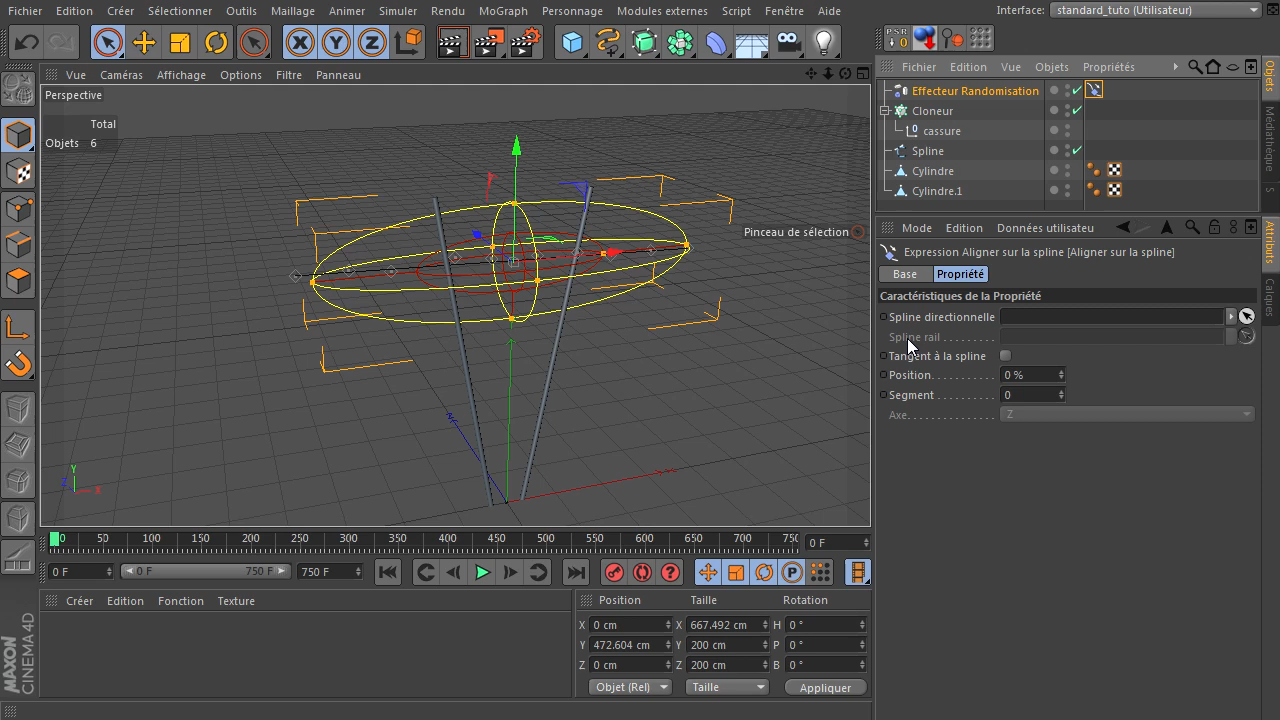 Fichier Edition Créer Sélectionner Outils Maillage Animer Simuler Rendu MoGraph Personnage Modules externes Script Fenêtre Aide
Interface: standard_tuto (Utilisateur)
PSR
0
Vue Caméras Affichage Options Filtre Panneau
Perspective
Total
Objets 6
Pinceau de sélection
Y
Z X
Fichier Edition Vue Objets Propriétés
Effecteur Randomisation
Cloneur
cassure
Spline
Cylindre
Cylindre.1
Objets
Médiathèque
S
Attributs
Calques
Mode Edition Données utilisateu
Expression Aligner sur la spline [Aligner sur la spline]
Base Propriété
Caractéristiques de la Propriété
Spline directionnelle
Spline rail
Tangent à la spline
Position 0 %
Segment 0
Axe Z
0 50 100 150 200 250 300 350 400 450 500 550 600 650 700 750 0 F
0 F 0 F 750 F 750 F
Créer Edition Fonction Texture
Position Taille Rotation
X 0 cm X 667.492 cm H 0 °
Y 472.604 cm Y 200 cm P 0 °
Z 0 cm Z 200 cm B 0 °
Objet (Rel) Taille Appliquer
MAXON
CINEMA 4D